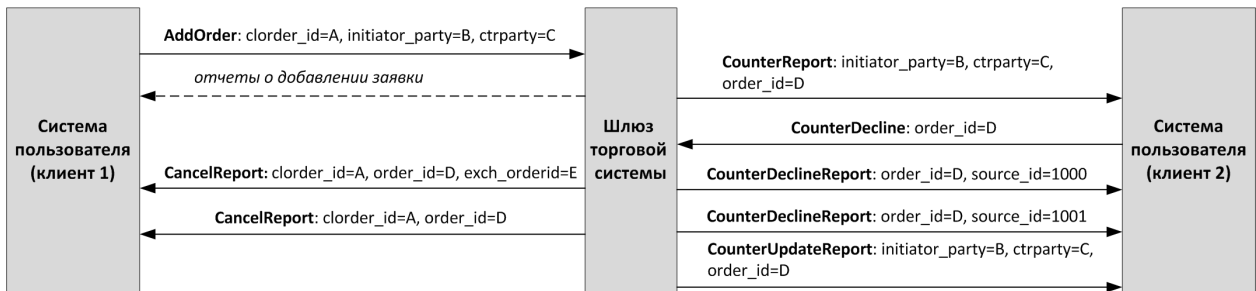 AddOrder: clorder_id=A, initiator_party=B, ctrparty=C
отчеты о добавлении заявки
CounterReport: initiator_party=B, ctrparty=C,
order_id=D
Система
пользователя
(клиент 1)
Шлюз
торговой
системы
CounterDecline: order_id=D
Система
пользователя
(клиент 2)
CancelReport: clorder_id=A, order_id=D, exch_orderid=E
CounterDeclineReport: order_id=D, source_id=1000
CancelReport: clorder_id=A, order_id=D
CounterDeclineReport: order_id=D, source_id=1001
CounterUpdateReport: initiator_party=B, ctrparty=C,
order_id=D